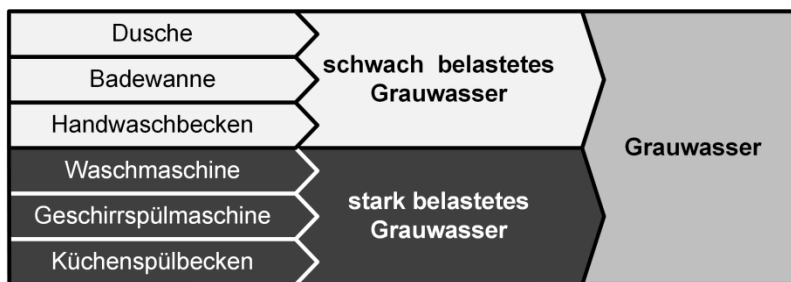 Dusche
Badewanne
Handwaschbecken
schwach belastetes
Grauwasser
Waschmaschine
Geschirrspülmaschine
Küchenspülbecken
stark belastetes
Grauwasser
Grauwasser